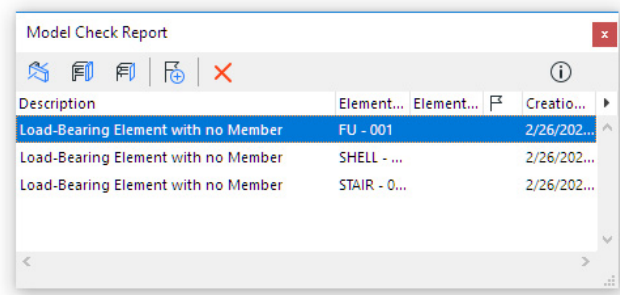 Model Check Report
Description Element... Element... Creatio...
Load-Bearing Element with no Member FU - 001 2/26/202...
Load-Bearing Element with no Member SHELL - ... 2/26/202...
Load-Bearing Element with no Member STAIR - 0... 2/26/202...